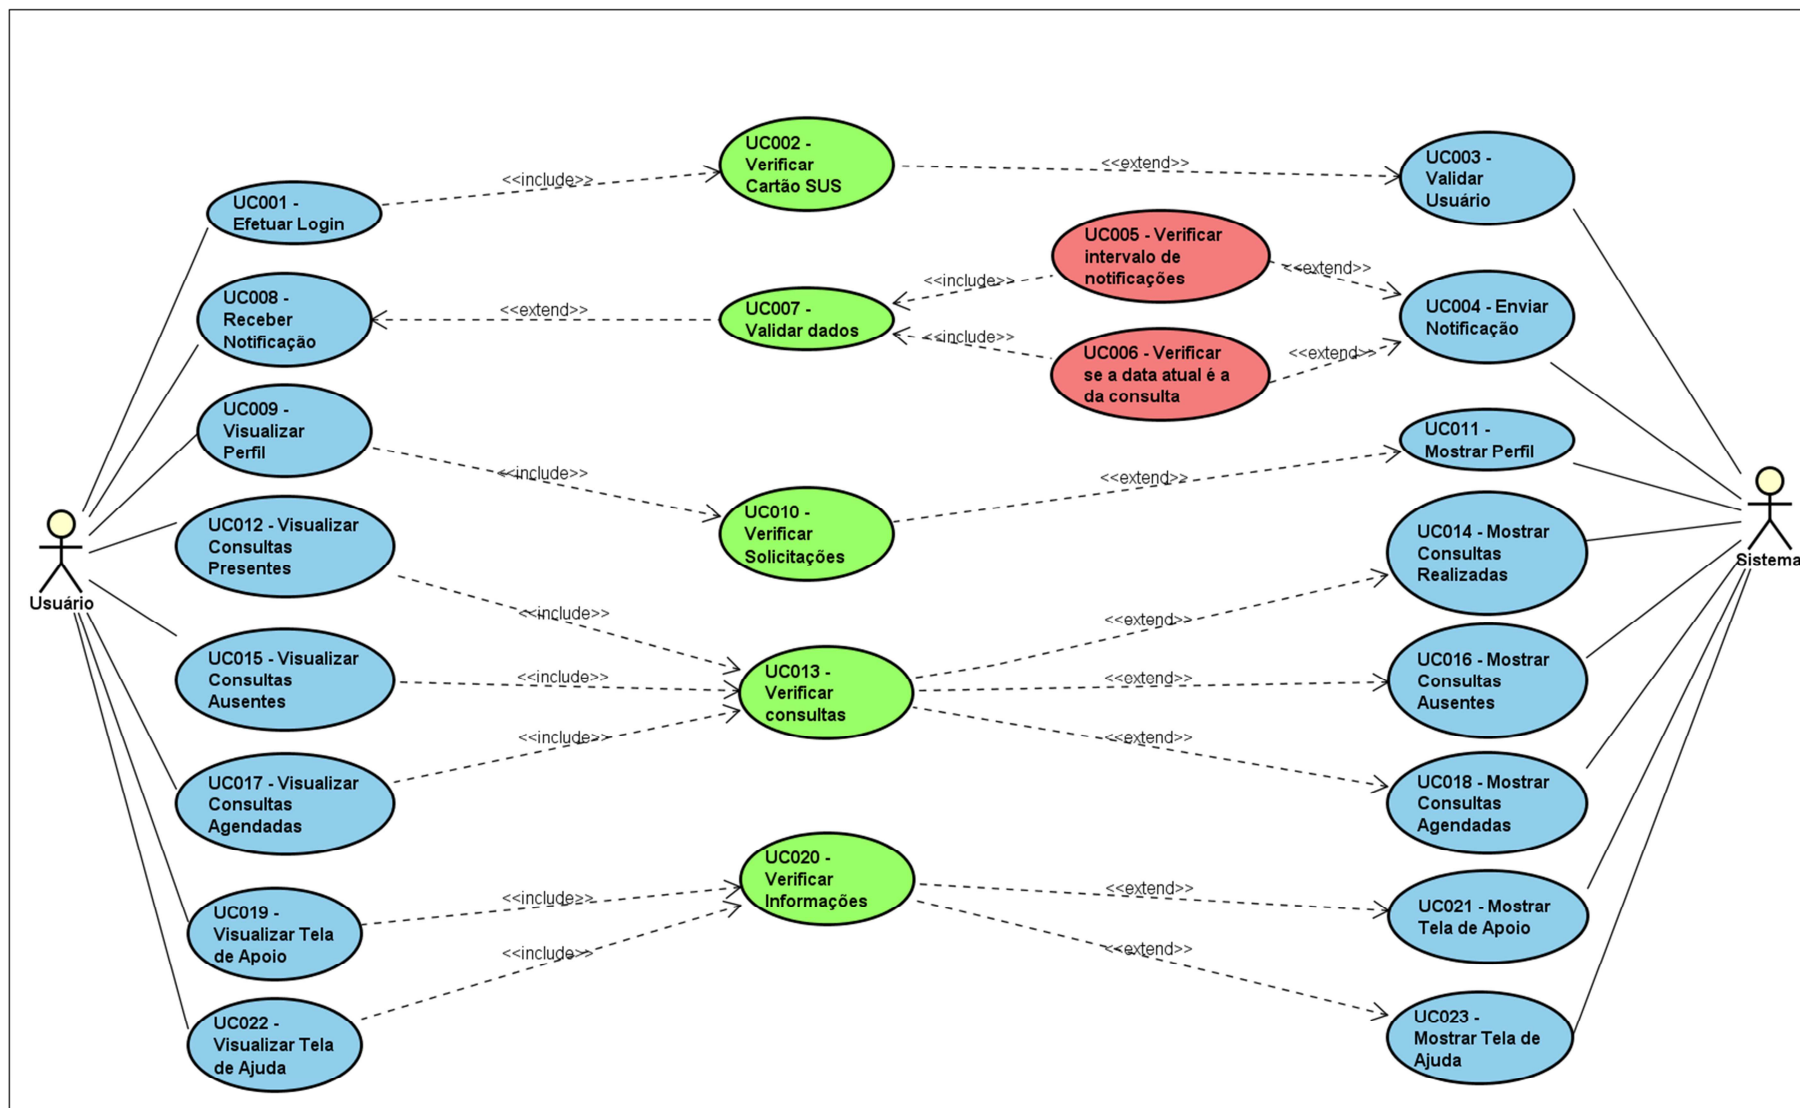 UC002 -
Verificar
Cartão SUS
<<extend>>
UC003 -
Validar
Usuário
<<include>>
UC001 -
Efetuar Login
UC005 - Verificar
intervalo de
notificações
<<extend>>
<<include>>
UC008 -
Receber
Notificação
<<extend>>
UC007 -
Validar dados
UC004 - Enviar
Notificação
<<include>>
UC006 - Verificar
se a data atual é a
da consulta
<<extend>>
UC009 -
Visualizar
Perfil
<<include>>
UC011 -
Mostrar Perfil
<<extend>>
UC010 -
Verificar
Solicitações
UC012 - Visualizar
Consultas
Presentes
UC014 - Mostrar
Consultas
Realizadas
Usuário
Sistema
<<include>>
<<extend>>
UC015 - Visualizar
Consultas
Ausentes
<<include>>
UC013 -
Verificar
consultas
<<extend>>
UC016 - Mostrar
Consultas
Ausentes
<<include>>
<<extend>>
UC017 - Visualizar
Consultas
Agendadas
UC018 - Mostrar
Consultas
Agendadas
UC020 -
Verificar
Informações
<<include>>
<<extend>>
UC019 -
Visualizar Tela
de Apoio
UC021 - Mostrar
Tela de Apoio
<<include>>
<<extend>>
UC022 -
Visualizar Tela
de Ajuda
UC023 -
Mostrar Tela de
Ajuda